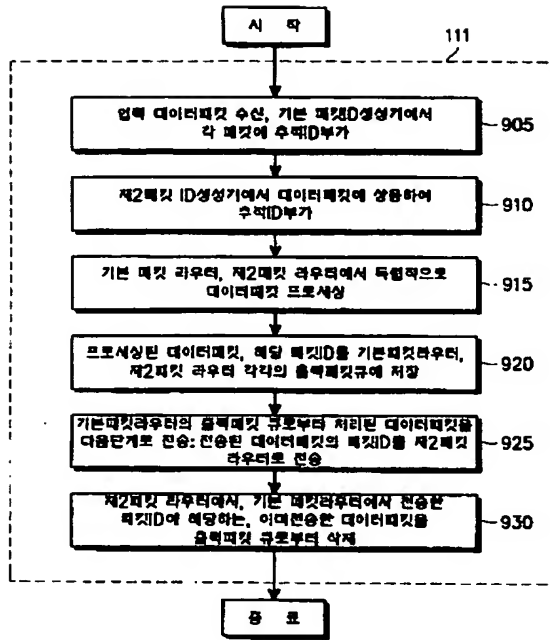 시 작
111
입력 데이터패킷 수신, 기본 패킷ID생성기에서
각 패킷에 추적ID부가
905
제2패킷 ID생성기에서 데이터패킷에 상응하여
추적ID부가
910
기본 패킷 라우터, 제2패킷 라우터에서 독립적으로
데이터패킷 프로세싱
915
프로세싱된 데이터패킷, 해당 패킷ID를 기본패킷라우터,
제2패킷 라우터 각각의 출력패킷큐에 저장
920
기본패킷라우터의 출력패킷 큐로부터 처리된 데이터패킷을
다음단계로 전송; 전송된 데이터패킷의 패킷ID를 제2패킷
라우터로 전송
925
제2패킷 라우터에서, 기본 패킷라우터에서 전송한
패킷ID에 해당하는, 이미전송한 데이터패킷을
출력패킷 큐로부터 삭제
930
종 료